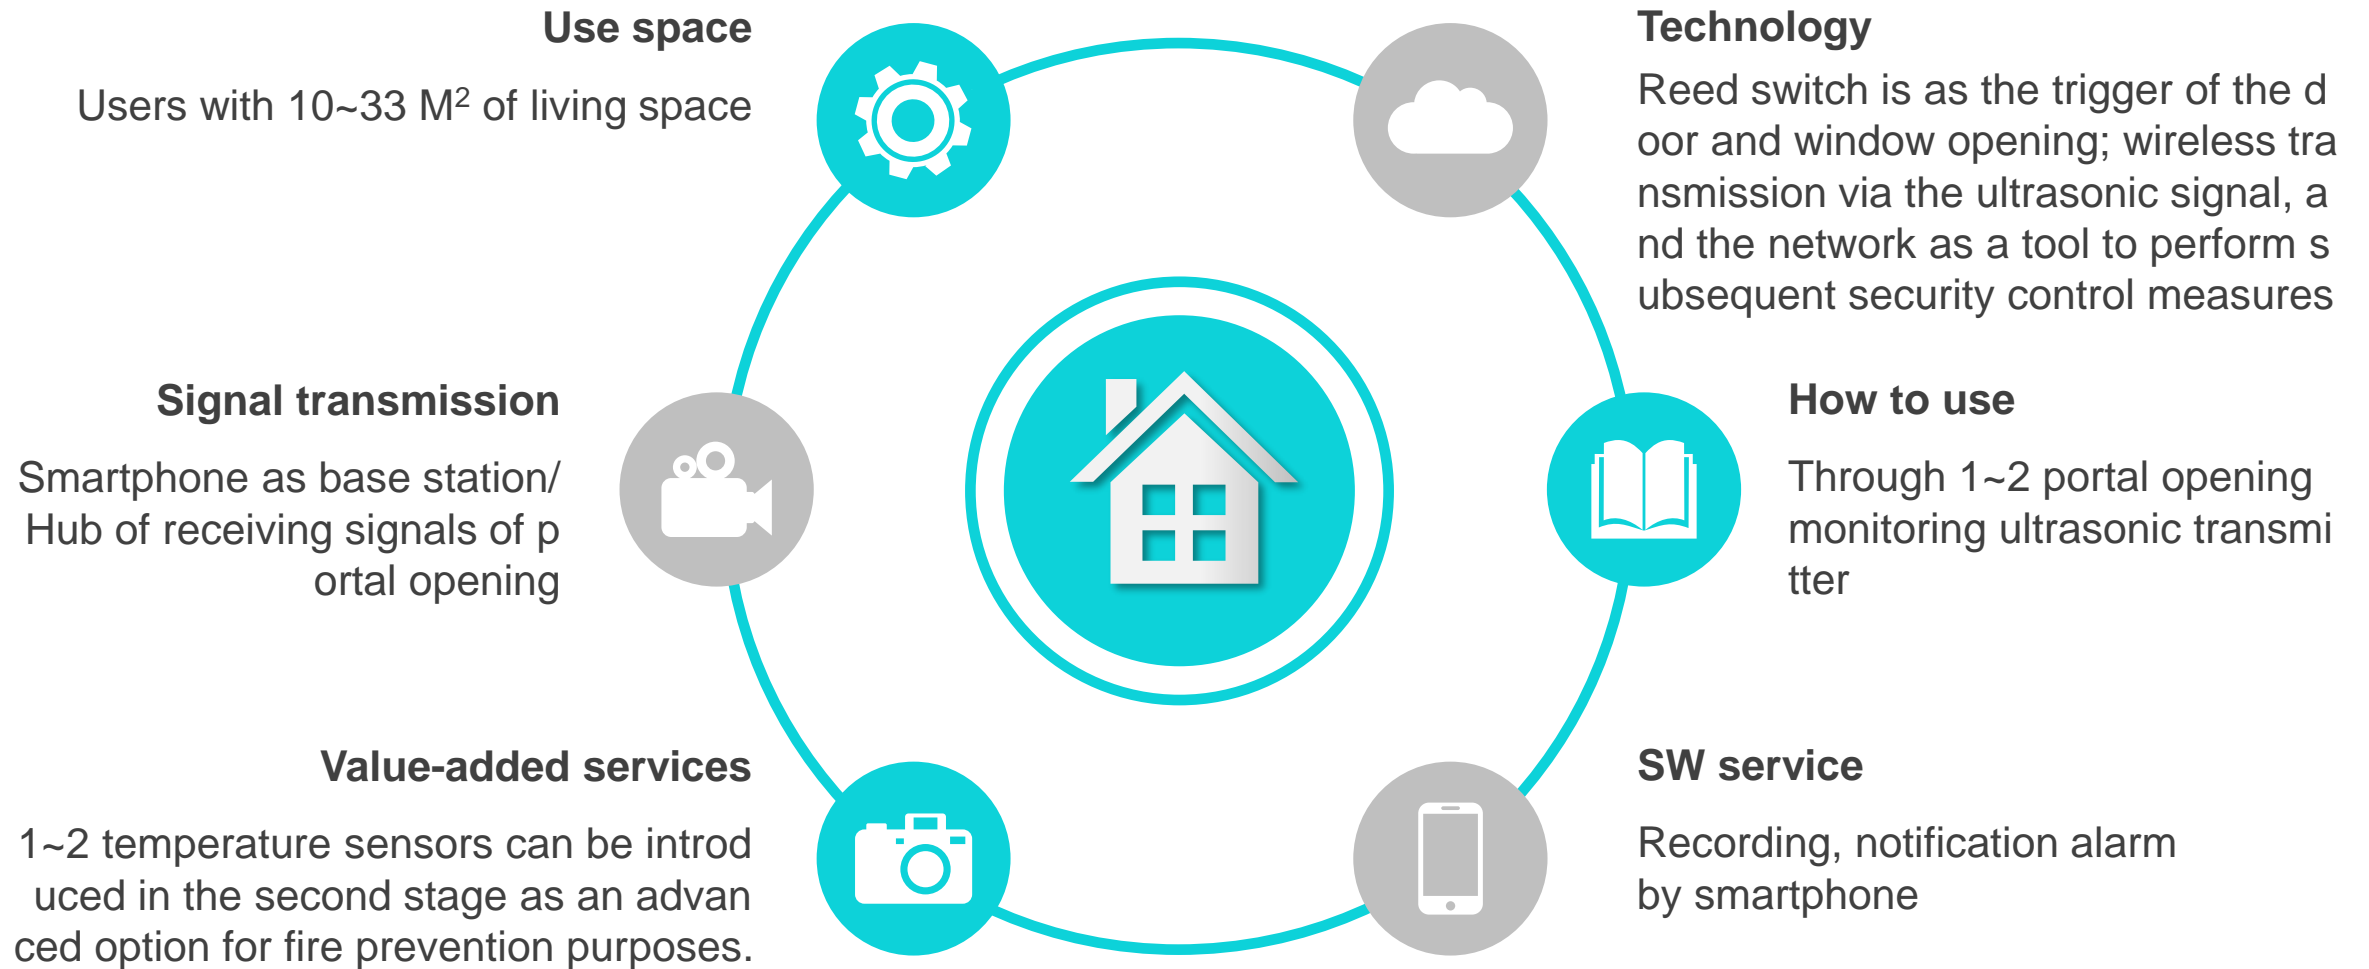 Use space
Users with 10~33 M² of living space
Technology
Reed switch is as the trigger of the d
oor and window opening; wireless tra
nsmission via the ultrasonic signal, a
nd the network as a tool to perform s
ubsequent security control measures
Signal transmission
Smartphone as base station/
Hub of receiving signals of p
ortal opening
How to use
Through 1~2 portal opening
monitoring ultrasonic transmi
tter
Value-added services
1~2 temperature sensors can be introd
uced in the second stage as an advan
ced option for fire prevention purposes.
SW service
Recording, notification alarm
by smartphone